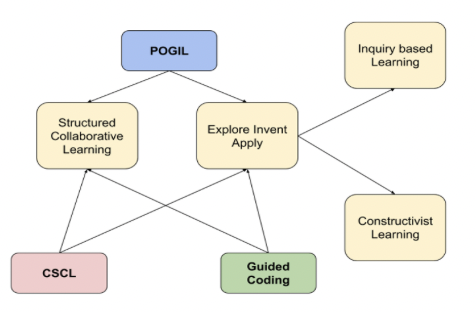 POGIL
Inquiry based
Learning
Structured
Collaborative
Learning
Explore Invent
Apply
Constructivist
Learning
CSCL
Guided
Coding